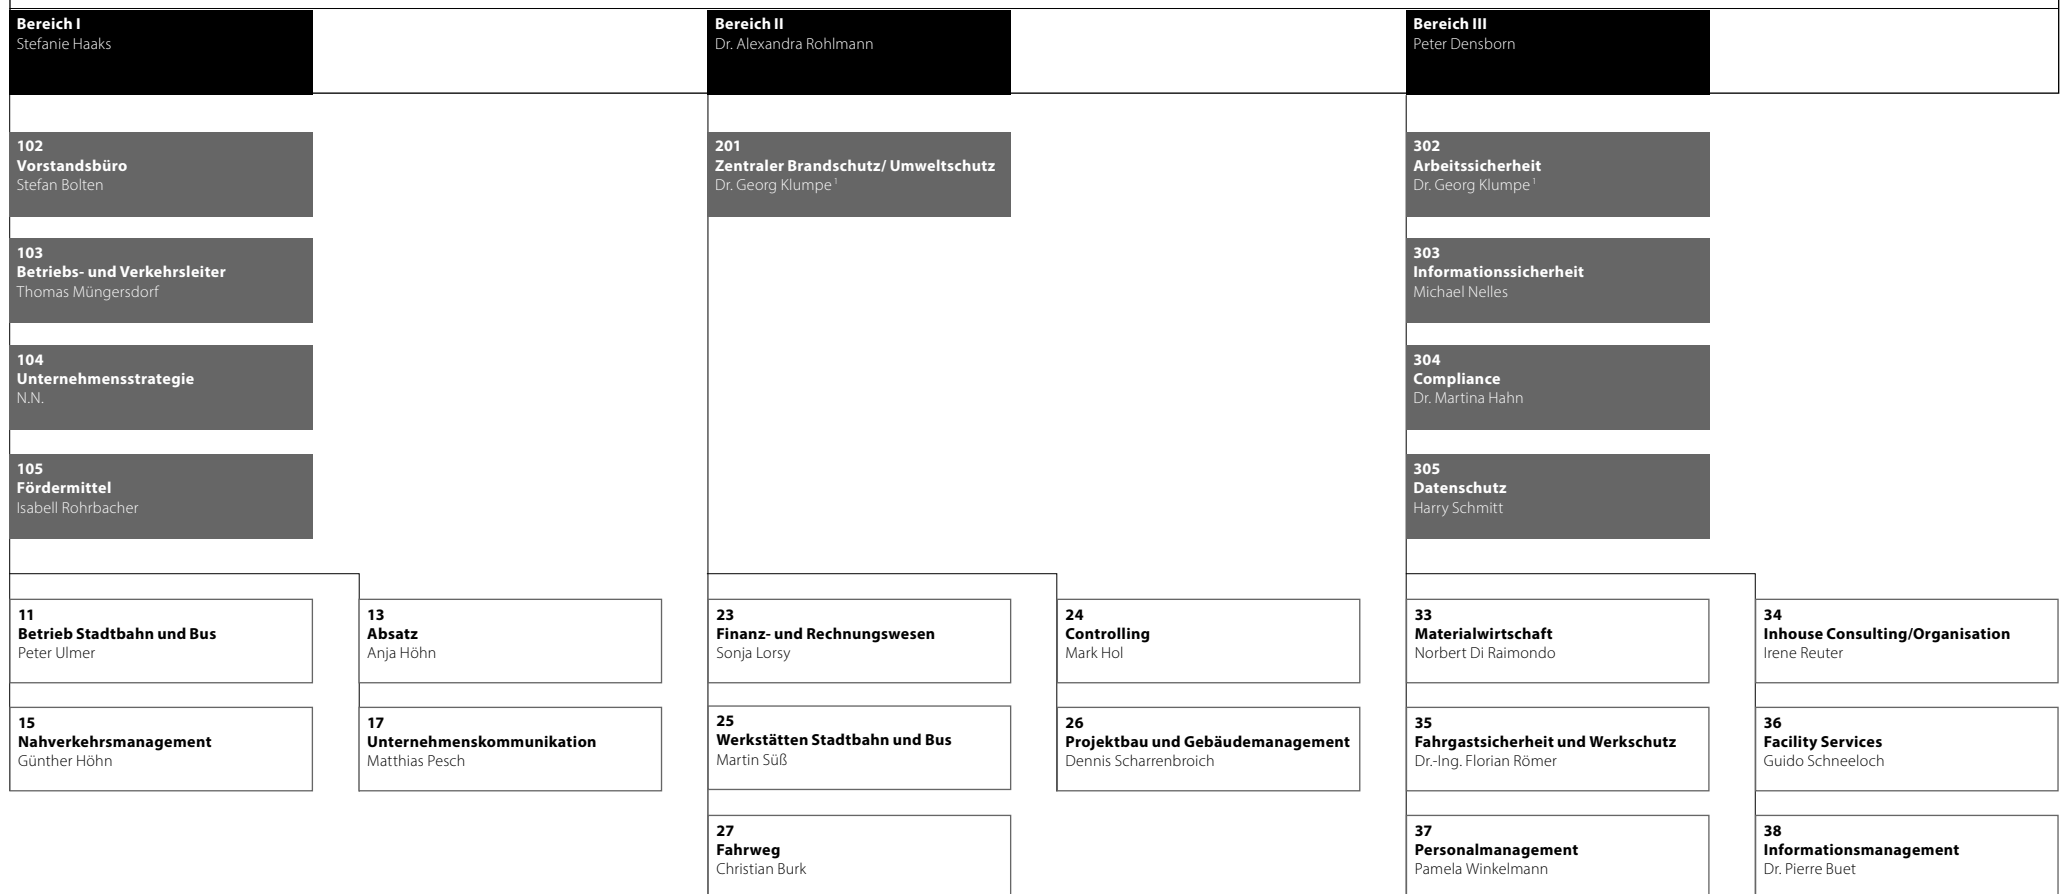 Bereich I
Stefanie Haaks
Bereich II
Dr. Alexandra Rohlmann
Bereich III
Peter Densborn
102
Vorstandsbüro
Stefan Bolten
201
Zentraler Brandschutz/ Umweltschutz
Dr. Georg Klumpe¹
302
Arbeitssicherheit
Dr. Georg Klumpe¹
103
Betriebs- und Verkehrsleiter
Thomas Müngersdorf
303
Informationssicherheit
Michael Nelles
104
Unternehmensstrategie
N.N.
304
Compliance
Dr. Martina Hahn
105
Fördermittel
Isabell Rohrbacher
305
Datenschutz
Harry Schmitt
11
Betrieb Stadtbahn und Bus
Peter Ulmer
13
Absatz
Anja Höhn
23
Finanz- und Rechnungswesen
Sonja Lorsy
24
Controlling
Mark Hol
33
Materialwirtschaft
Norbert Di Raimondo
34
Inhouse Consulting/Organisation
Irene Reuter
15
Nahverkehrsmanagement
Günther Höhn
17
Unternehmenskommunikation
Matthias Pesch
25
Werkstätten Stadtbahn und Bus
Martin Süß
26
Projektbau und Gebäudemanagement
Dennis Scharrenbroich
35
Fahrgastsicherheit und Werkschutz
Dr.-Ing. Florian Römer
36
Facility Services
Guido Schneeloch
27
Fahrweg
Christian Burk
37
Personalmanagement
Pamela Winkelmann
38
Informationsmanagement
Dr. Pierre Buet